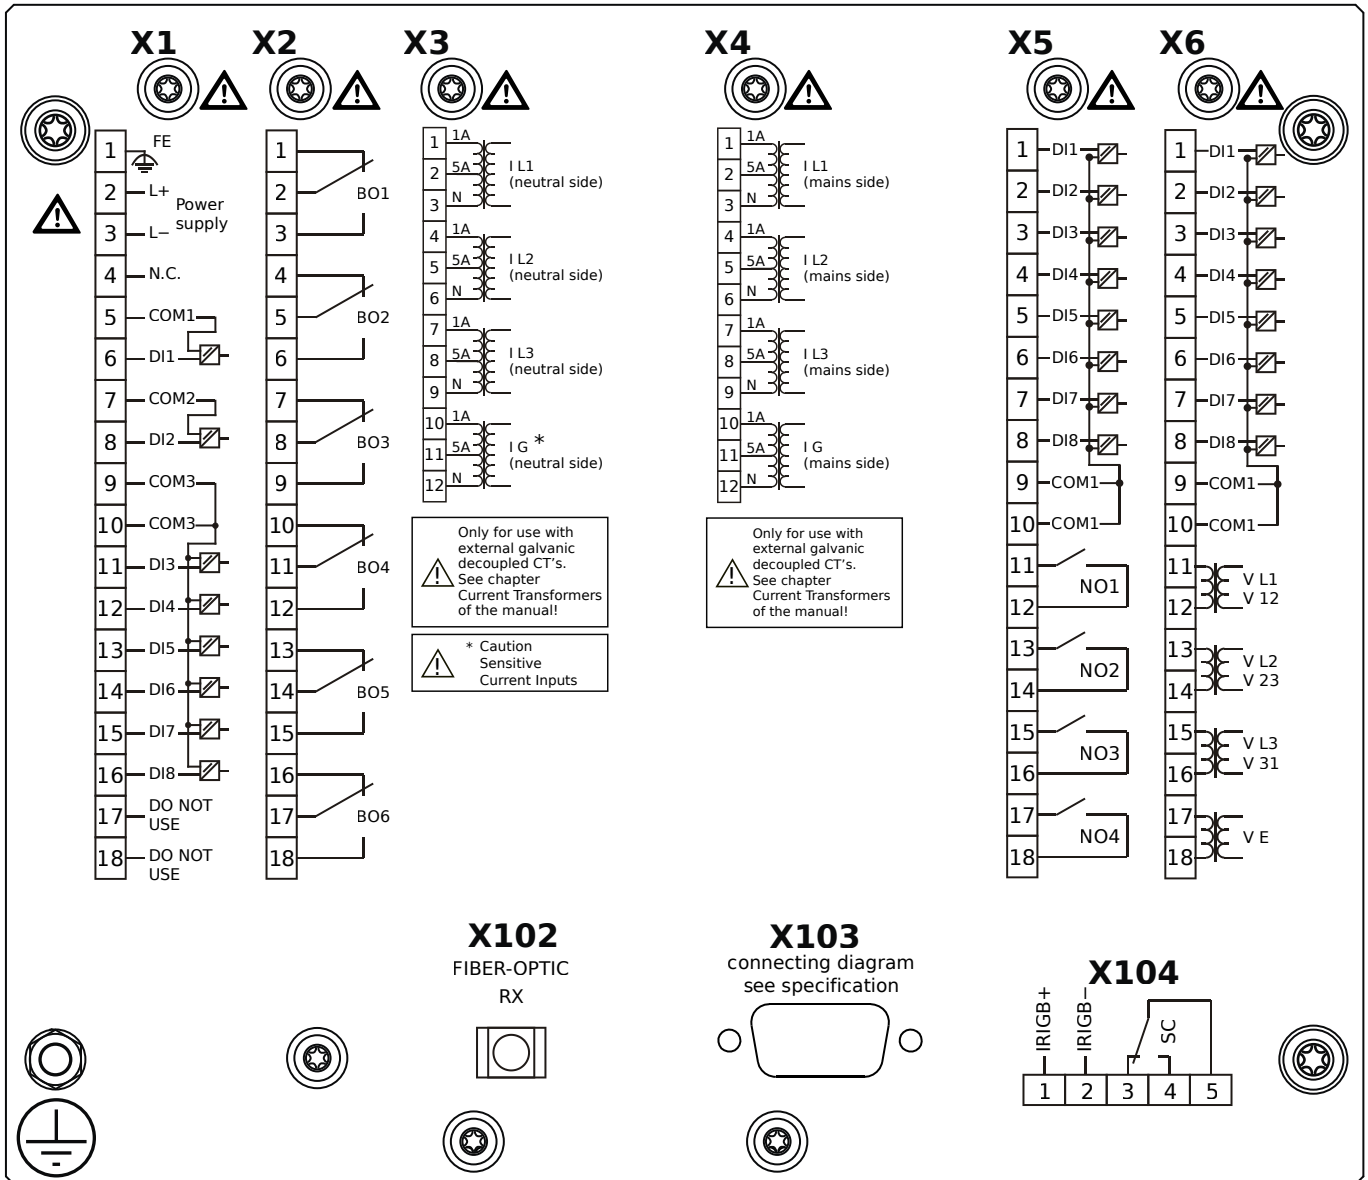 X1
X2
X3
X4
X5
X6
1
FE
2
L+
Power
supply
3
L−
4
N.C.
5
COM1
6
DI1
7
COM2
8
DI2
9
COM3
10
COM3
11
DI3
12
DI4
13
DI5
14
DI6
15
DI7
16
DI8
17
DO NOT
USE
18
DO NOT
USE
1
2
BO1
3
4
5
BO2
6
7
8
BO3
9
10
11
BO4
12
13
14
BO5
15
16
17
BO6
18
1
1A
2
5A
I L1
(neutral side)
3
N
4
1A
5
5A
I L2
(neutral side)
6
N
7
1A
8
5A
I L3
(neutral side)
9
N
10
1A
11
5A
I G *
(neutral side)
12
N
Only for use with
external galvanic
decoupled CT's.
See chapter
Current Transformers
of the manual!
* Caution
Sensitive
Current Inputs
1
1A
2
5A
I L1
(mains side)
3
N
4
1A
5
5A
I L2
(mains side)
6
N
7
1A
8
5A
I L3
(mains side)
9
N
10
1A
11
5A
I G
(mains side)
12
N
Only for use with
external galvanic
decoupled CT's.
See chapter
Current Transformers
of the manual!
1
DI1
2
DI2
3
DI3
4
DI4
5
DI5
6
DI6
7
DI7
8
DI8
9
COM1
10
COM1
11
NO1
12
13
NO2
14
15
NO3
16
17
NO4
18
1
DI1
2
DI2
3
DI3
4
DI4
5
DI5
6
DI6
7
DI7
8
DI8
9
COM1
10
COM1
11
V L1
V 12
12
13
V L2
V 23
14
15
V L3
V 31
16
17
V E
18
X102
FIBER-OPTIC
RX
X103
connecting diagram
see specification
X104
IRIGB+
IRIGB−
SC
1 2 3 4 5